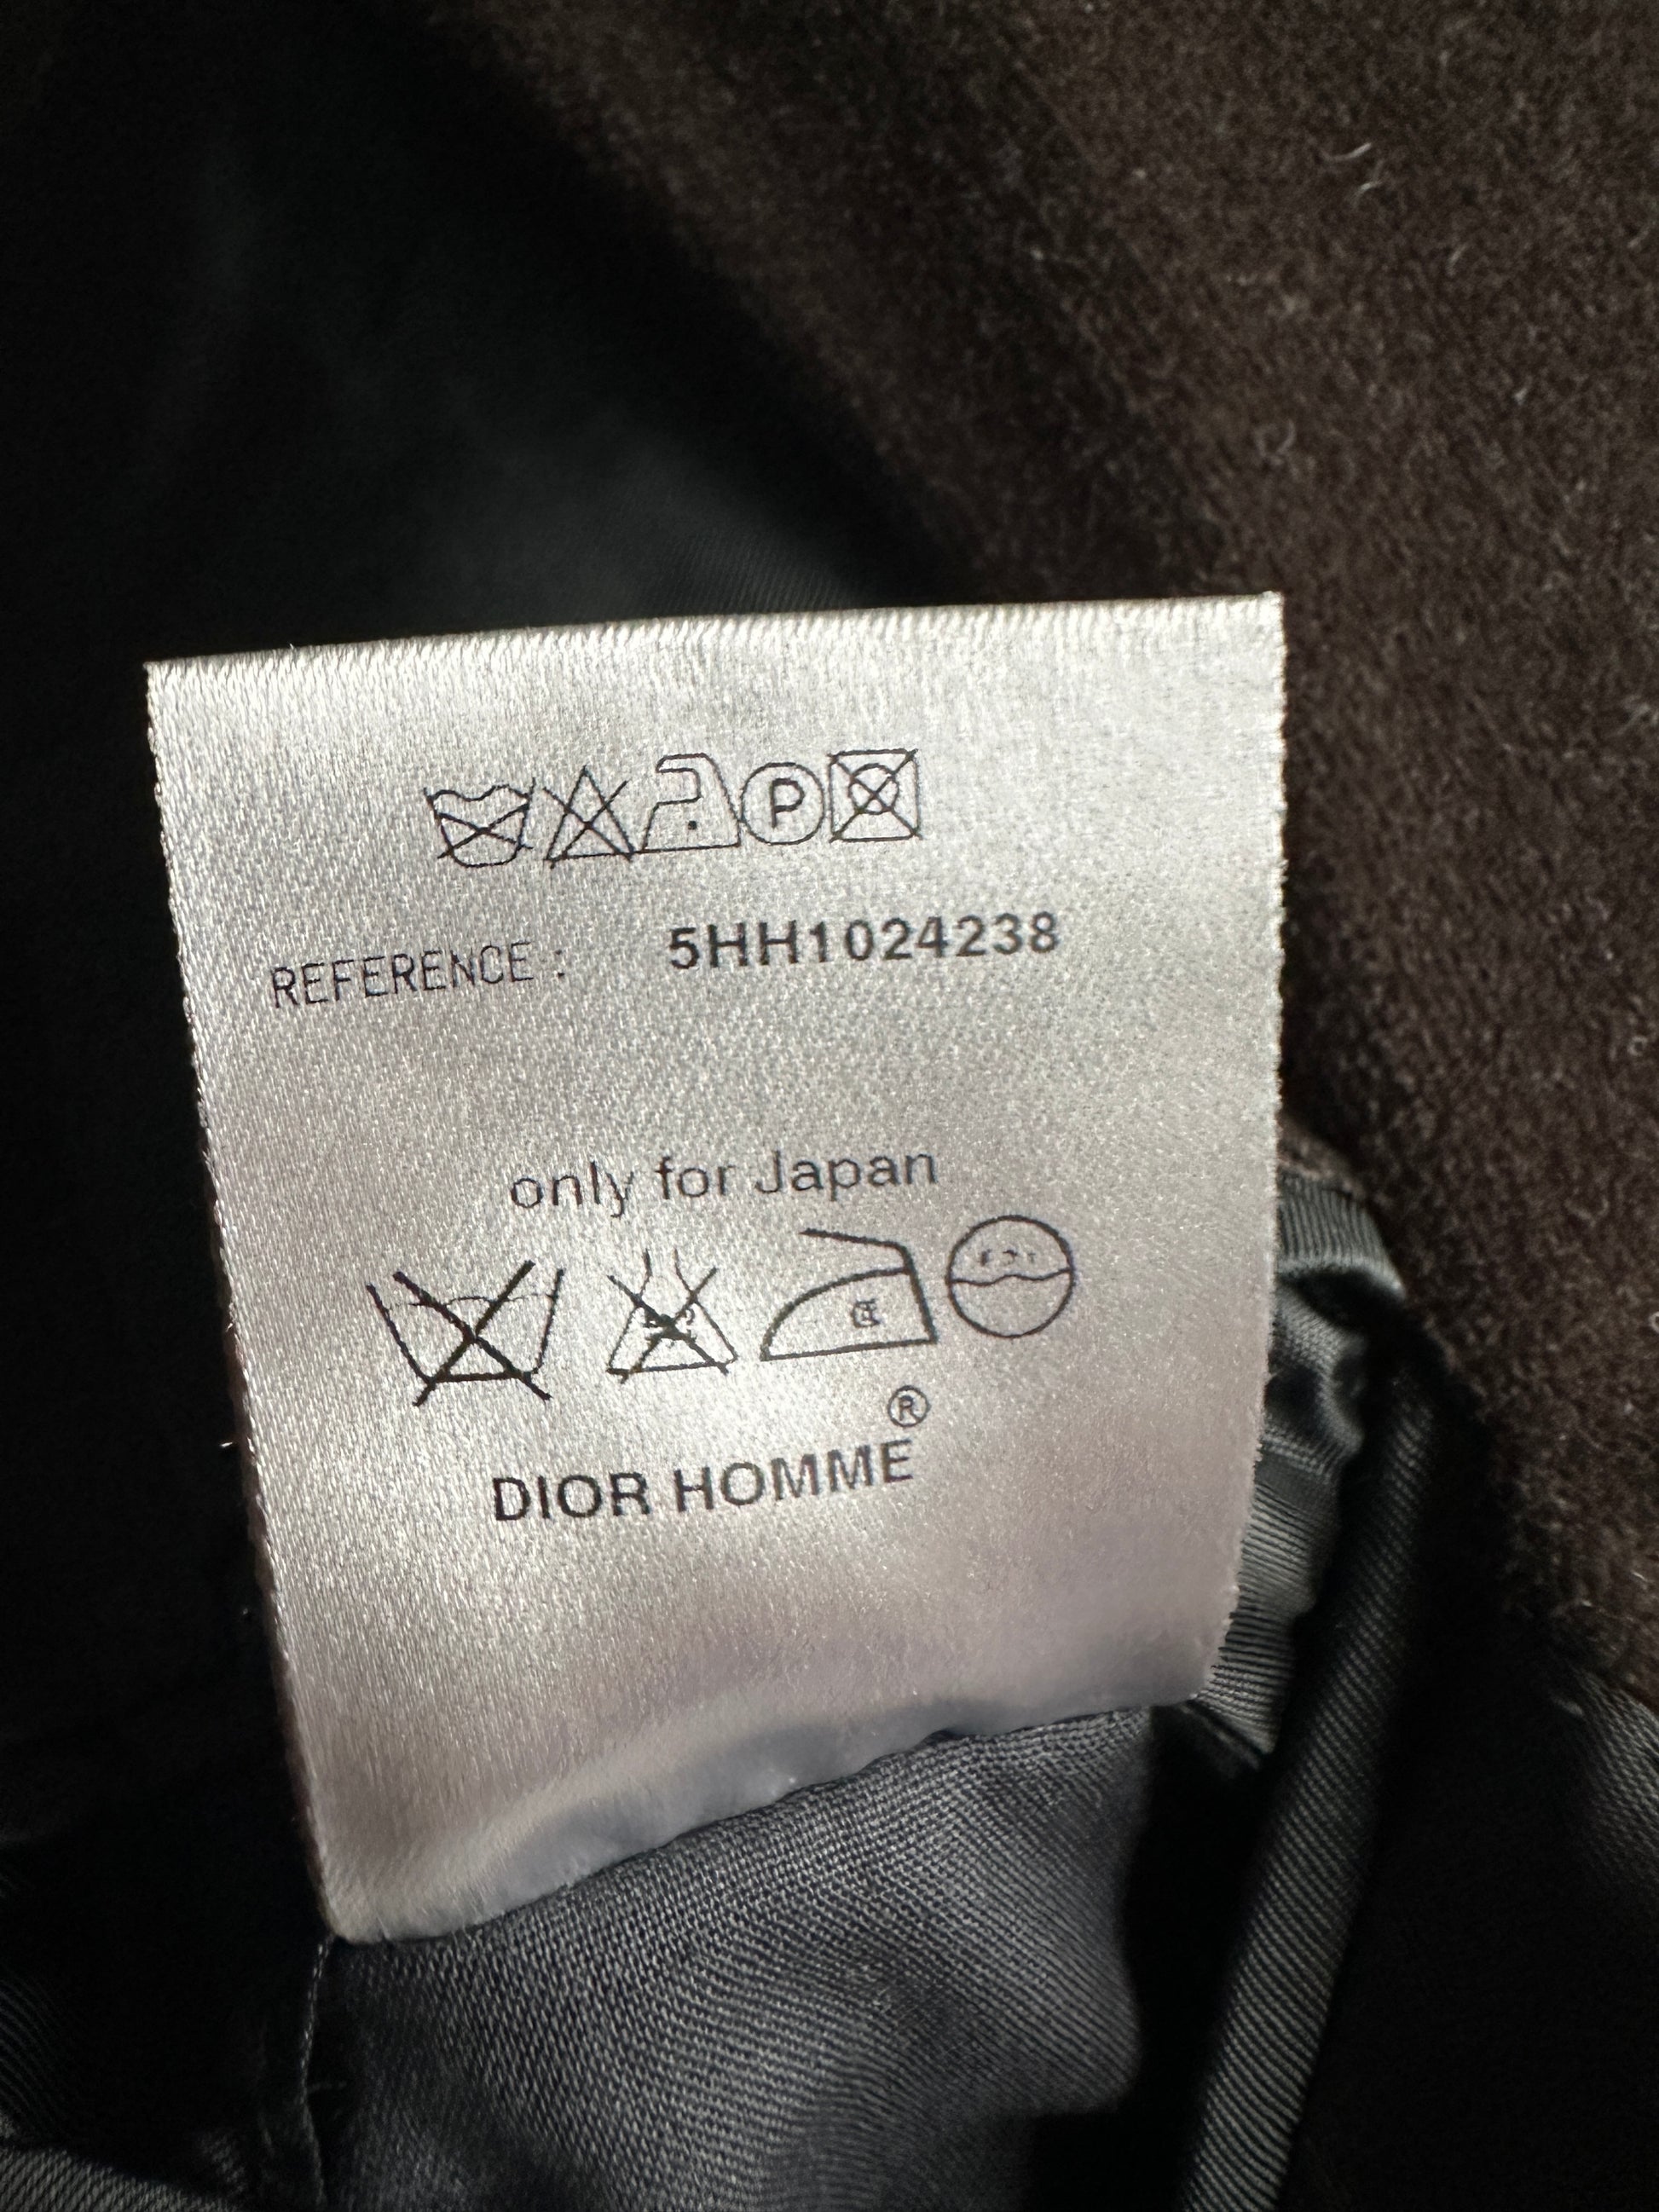 P
REFERENCE : 5HH1024238
only for Japan
®
DIOR HOMME